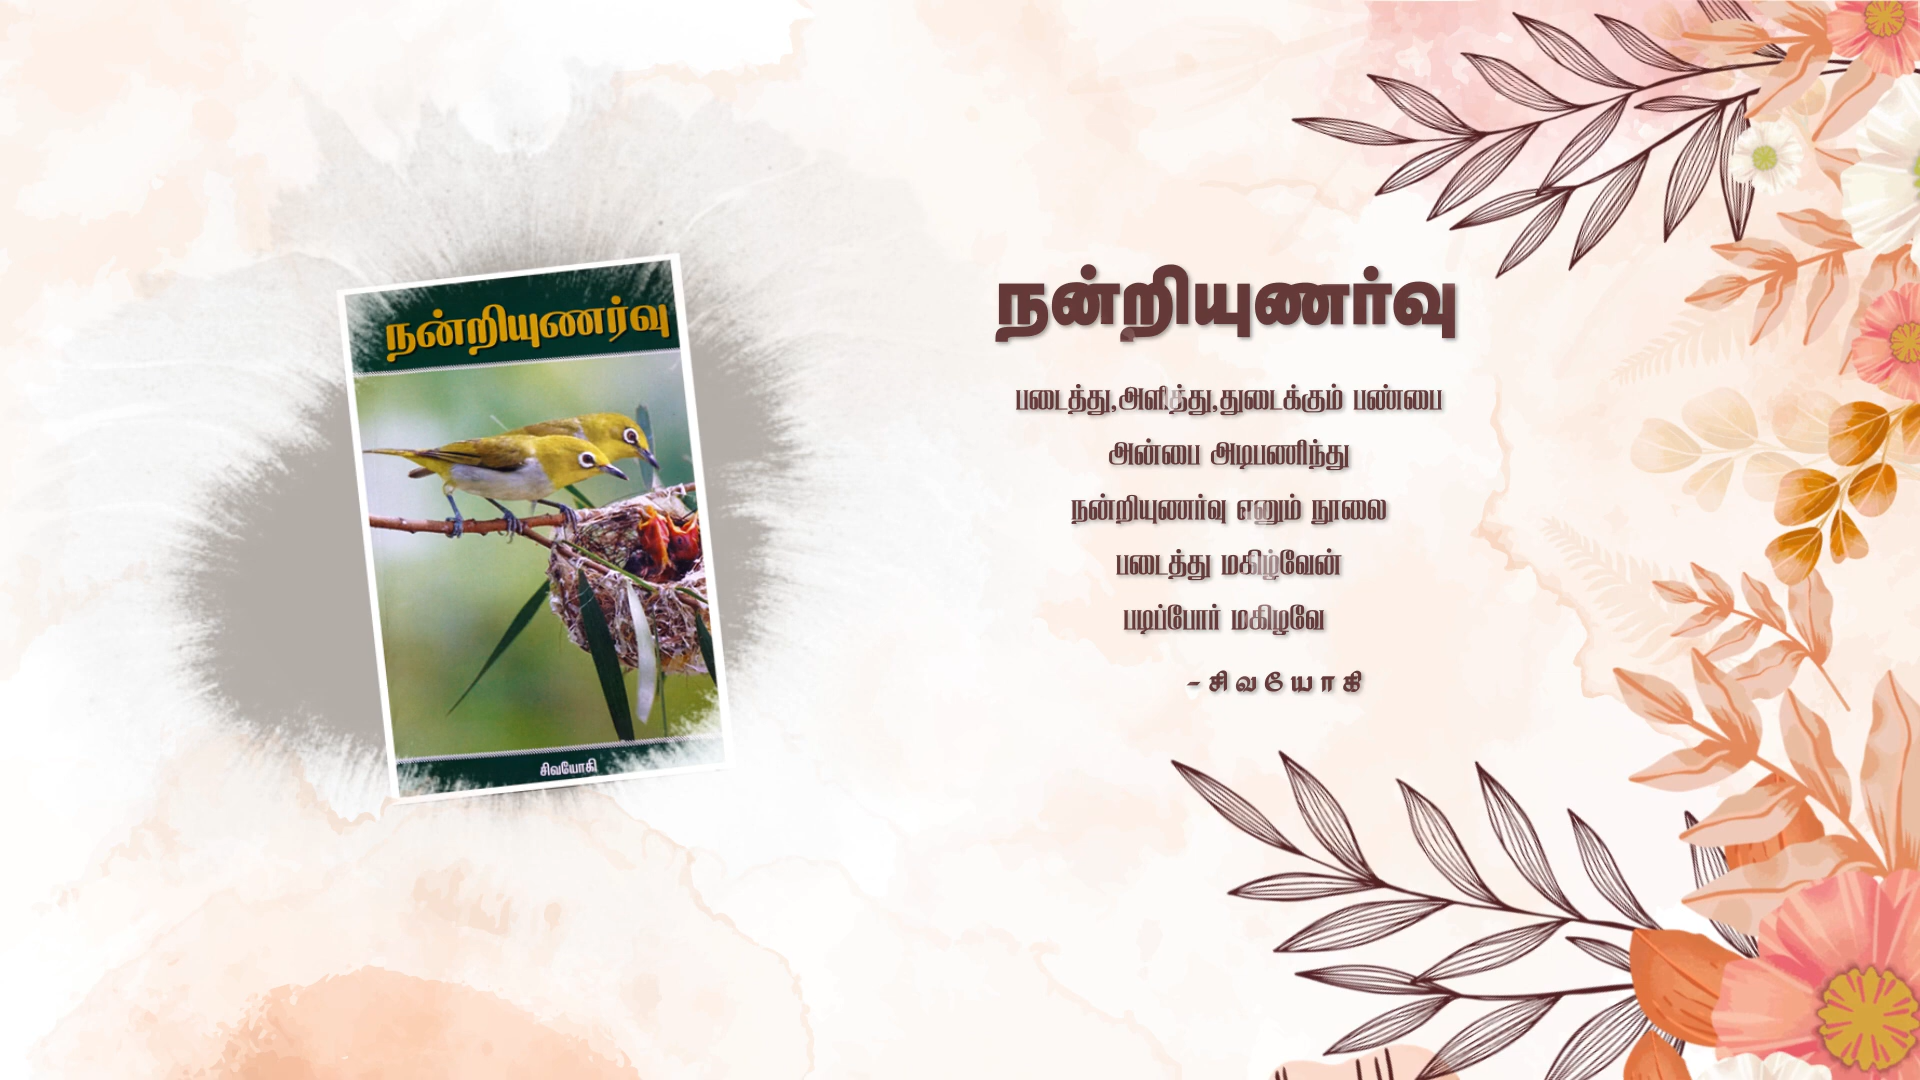 நன்றியுணர்வு
சிவயோகி
நன்றியுணர்வு
படைத்து,அளித்து,துடைக்கும் பண்பை
அன்பை அடிபணிந்து
நன்றியுணர்வு எனும் நூலை
படைத்து மகிழ்வேன்
படிப்போர் மகிழவே
- சிவயோகி